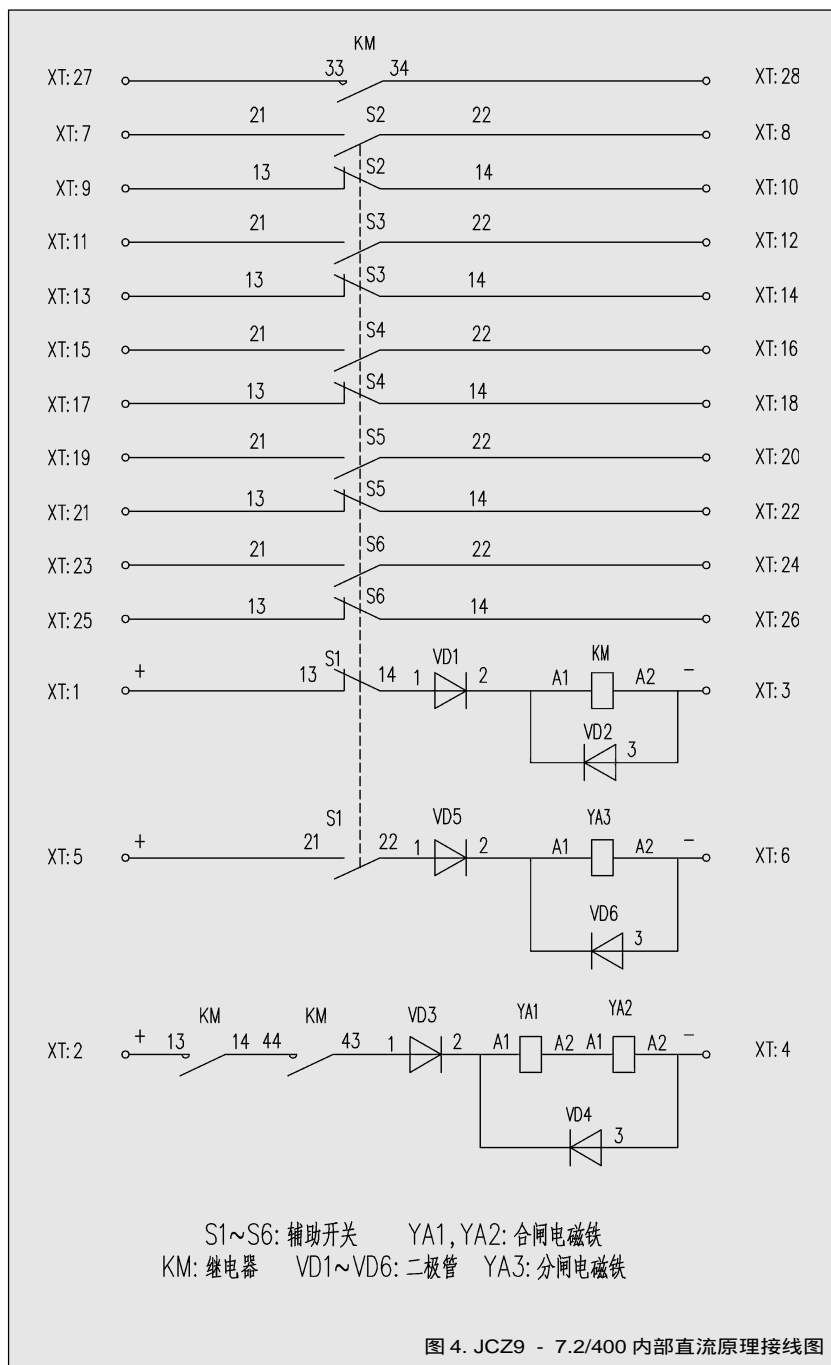 KM
XT:27 33 34 XT:28
XT:7 21 S2 22 XT:8
XT:9 13 S2 14 XT:10
XT:11 21 S3 22 XT:12
XT:13 13 S3 14 XT:14
XT:15 21 S4 22 XT:16
XT:17 13 S4 14 XT:18
XT:19 21 S5 22 XT:20
XT:21 13 S5 14 XT:22
XT:23 21 S6 22 XT:24
XT:25 13 S6 14 XT:26
S1 VD1 KM
XT:1 + 13 14 1 2 A1 A2 - XT:3
VD2 3
S1 VD5 YA3
XT:5 + 21 22 1 2 A1 A2 - XT:6
VD6 3
KM KM VD3 YA1 YA2
XT:2 + 13 14 44 43 1 2 A1 A2 A1 A2 - XT:4
VD4 3
S1~S6: 辅助开关 YA1,YA2: 合闸电磁铁
KM: 继电器 VD1~VD6: 二极管 YA3: 分闸电磁铁
图 4. JCZ9 - 7.2/400 内部直流原理接线图